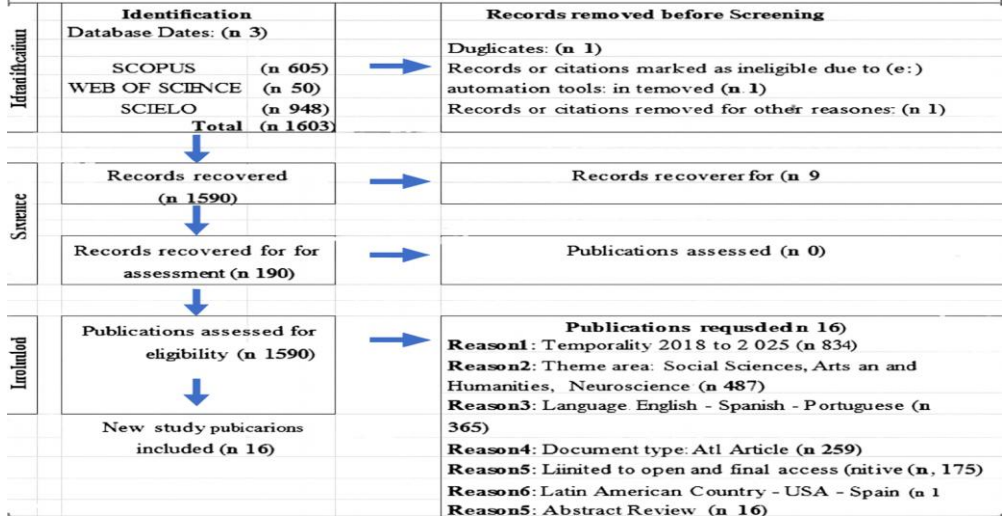 Identification
Database Dates: (n 3)
SCOPUS (n 605)
WEB OF SCIENCE (n 50)
SCIELO (n 948)
Total (n 1603)
Records removed before Screening
Duglicates: (n 1)
Records or citations marked as ineligible due to (e:)
automation tools: in temoved (n 1)
Records or citations removed for other reasones: (n 1)
Records recovered
(n 1590)
Records recoverer for (n 9
Records recovered for for
assessment (n 190)
Publications assessed (n 0)
Publications assessed for
eligibility (n 1590)
New study pubicarions
included (n 16)
Publications requsded n 16)
Reason1: Temporality 2018 to 2 025 (n 834)
Reason2: Theme area: Social Sciences, Arts an and
Humanities, Neuroscience (n 487)
Reason3: Language English - Spanish - Portuguese (n
365)
Reason4: Document type: Atl Article (n 259)
Reason5: Liinited to open and final access (nitive (n, 175)
Reason6: Latin American Country - USA - Spain (n 1
Reason5: Abstract Review (n 16)